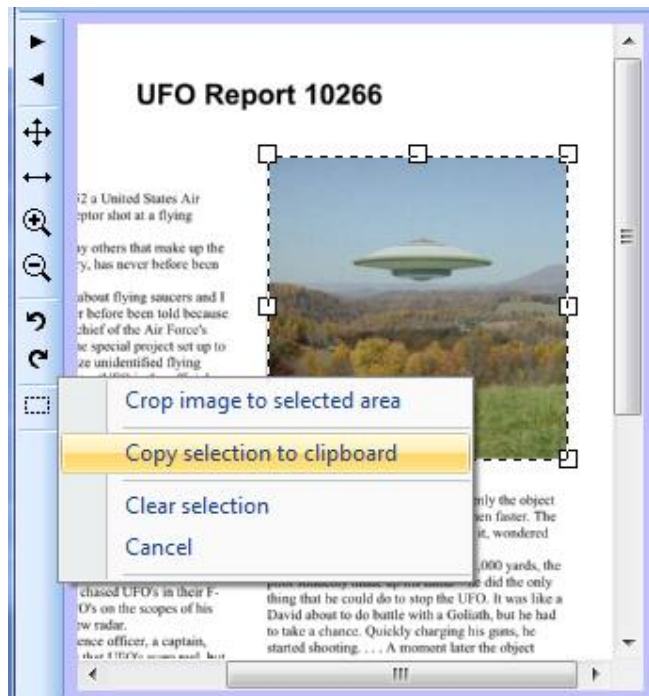 UFO Report 10266
52 a United States Air
eptor shot at a flying
ny others that make up the
ry, has never before been
about flying saucers and I
r before been told because
chief of the Air Force's
he special project set up to
ze unidentified flying
Crop image to selected area
Copy selection to clipboard
Clear selection
Cancel
only the object
hen faster. The
it, wondered
,000 yards, the
he did the only
chased UFO's in their F-
O's on the scopes of his
ew radar.
ence officer, a captain,
thing that he could do to stop the UFO. It was like a
David about to do battle with a Goliath, but he had
to take a chance. Quickly charging his guns, he
started shooting. . . . A moment later the object